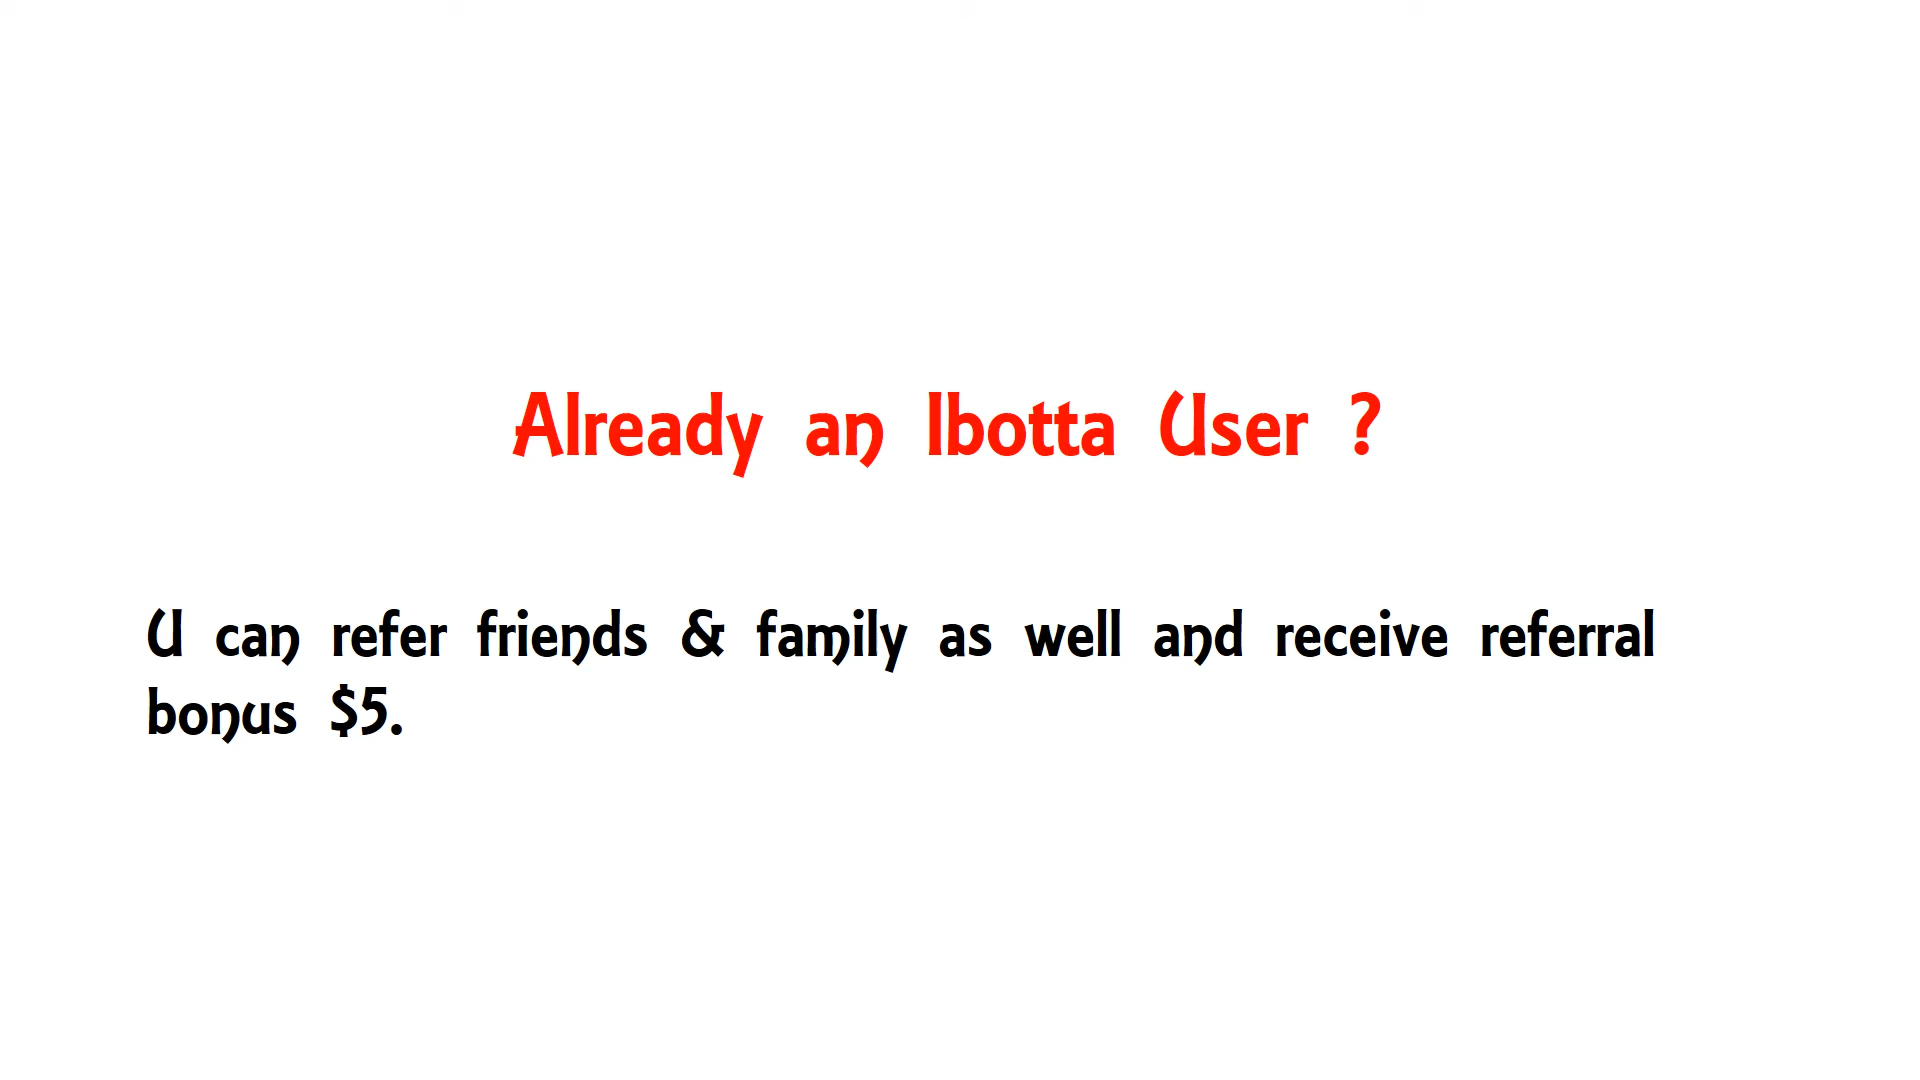 Already an Ibotta User ?
U can refer friends & family as well and receive referral
bonus $5.